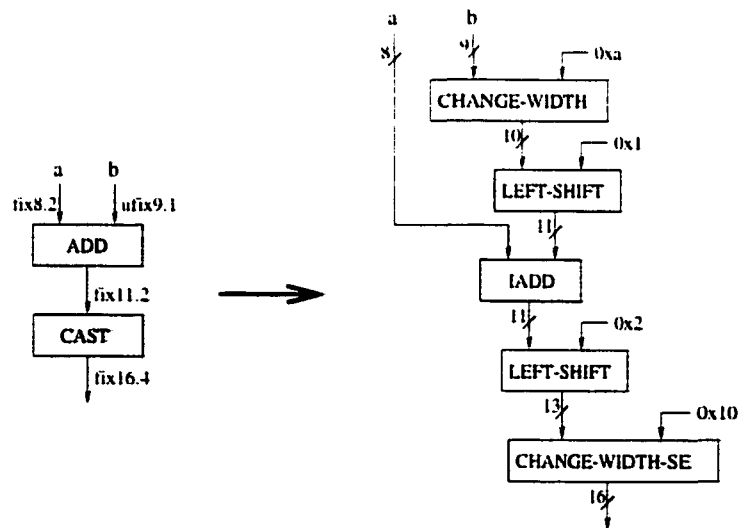 a b
fix8.2 ufix9.1
ADD
fix11.2
CAST
fix16.4
a b
8 9 0xa
CHANGE-WIDTH
10 0x1
LEFT-SHIFT
11
IADD
11 0x2
LEFT-SHIFT
13 0x10
CHANGE-WIDTH-SE
16